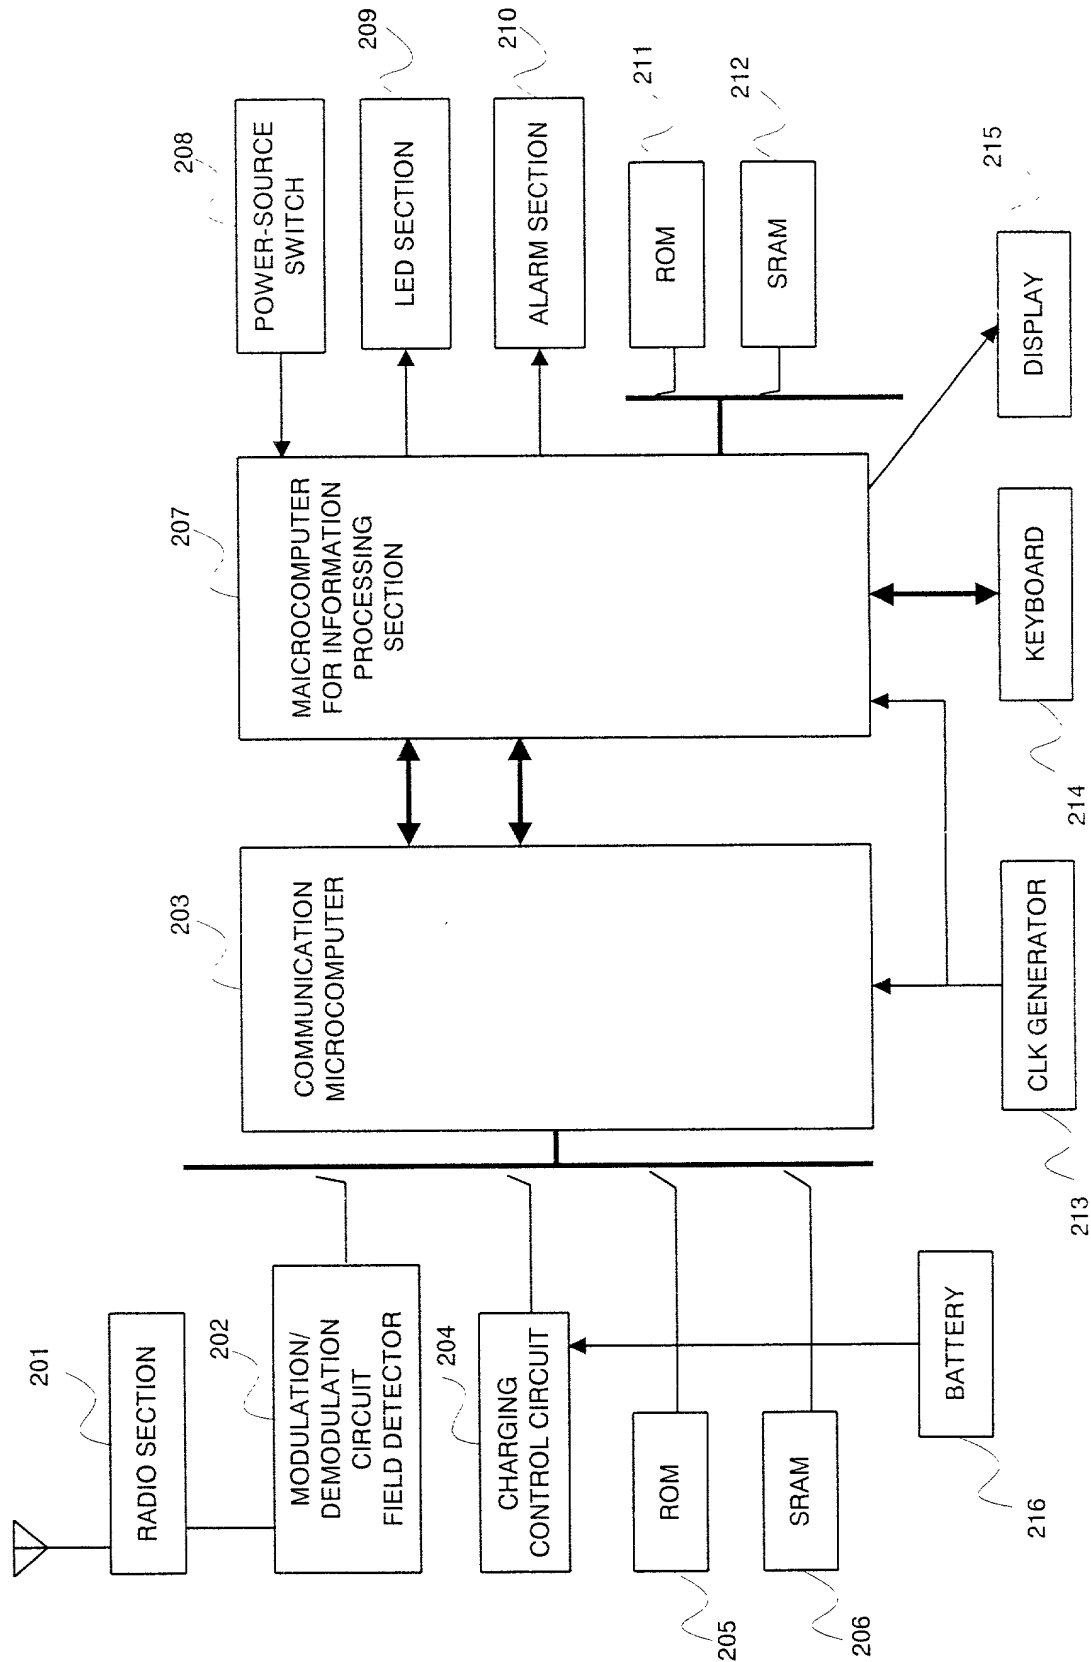 201
RADIO SECTION
202
MODULATION/
DEMODULATION
CIRCUIT
FIELD DETECTOR
204
CHARGING
CONTROL CIRCUIT
ROM
205
SRAM
206
BATTERY
216
203
COMMUNICATION
MICROCOMPUTER
CLK GENERATOR
213
207
MAICROCOMPUTER
FOR INFORMATION
PROCESSING
SECTION
KEYBOARD
214
208
POWER-SOURCE
SWITCH
209
LED SECTION
210
ALARM SECTION
211
ROM
212
SRAM
215
DISPLAY